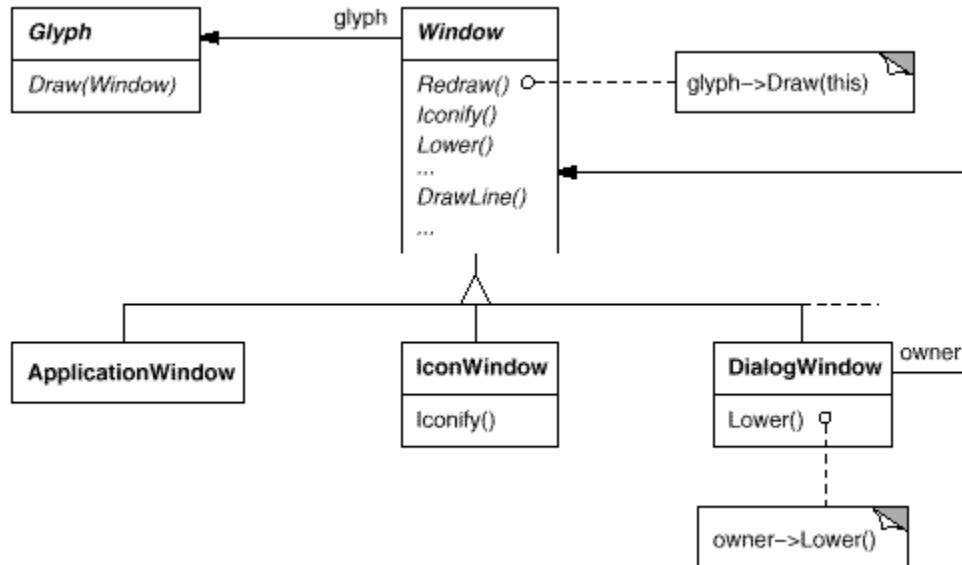 Glyph
Draw(Window)
glyph
Window
Redraw()
Iconify()
Lower()
...
DrawLine()
...
glyph->Draw(this)
ApplicationWindow
IconWindow
Iconify()
DialogWindow
Lower()
owner
owner->Lower()